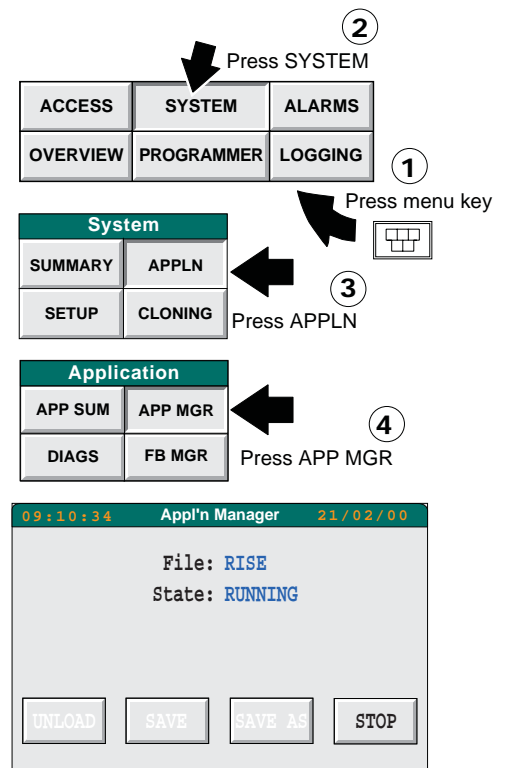 2
Press SYSTEM
ACCESS SYSTEM ALARMS
OVERVIEW PROGRAMMER LOGGING
1
Press menu key
System
SUMMARY APPLN
SETUP CLONING
3
Press APPLN
Application
APP SUM APP MGR
DIAGS FB MGR
4
Press APP MGR
09:10:34 Appl'n Manager 21/02/00
File: RISE
State: RUNNING
UNLOAD SAVE SAVE AS STOP